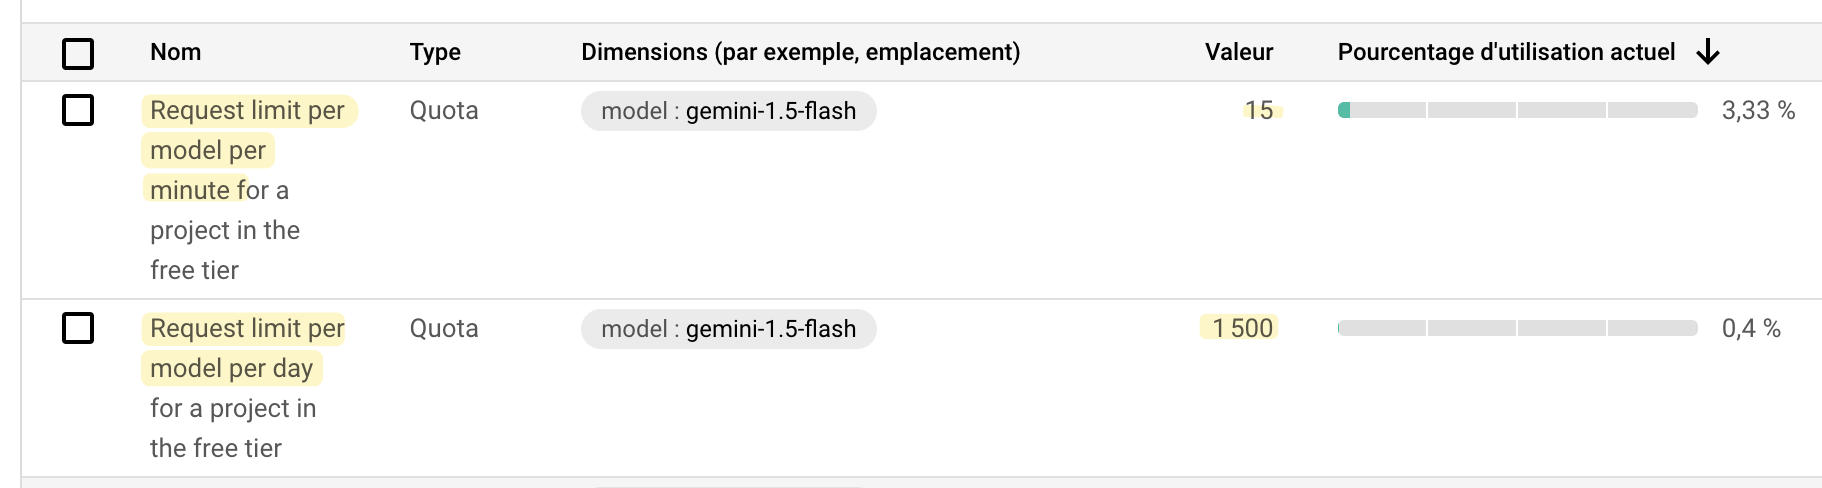 Nom Type Dimensions (par exemple, emplacement) Valeur Pourcentage d'utilisation actuel
Request limit per Quota model : gemini-1.5-flash 15 3,33 %
model per
minute for a
project in the
free tier
Request limit per Quota model : gemini-1.5-flash 1 500 0,4 %
model per day
for a project in
the free tier